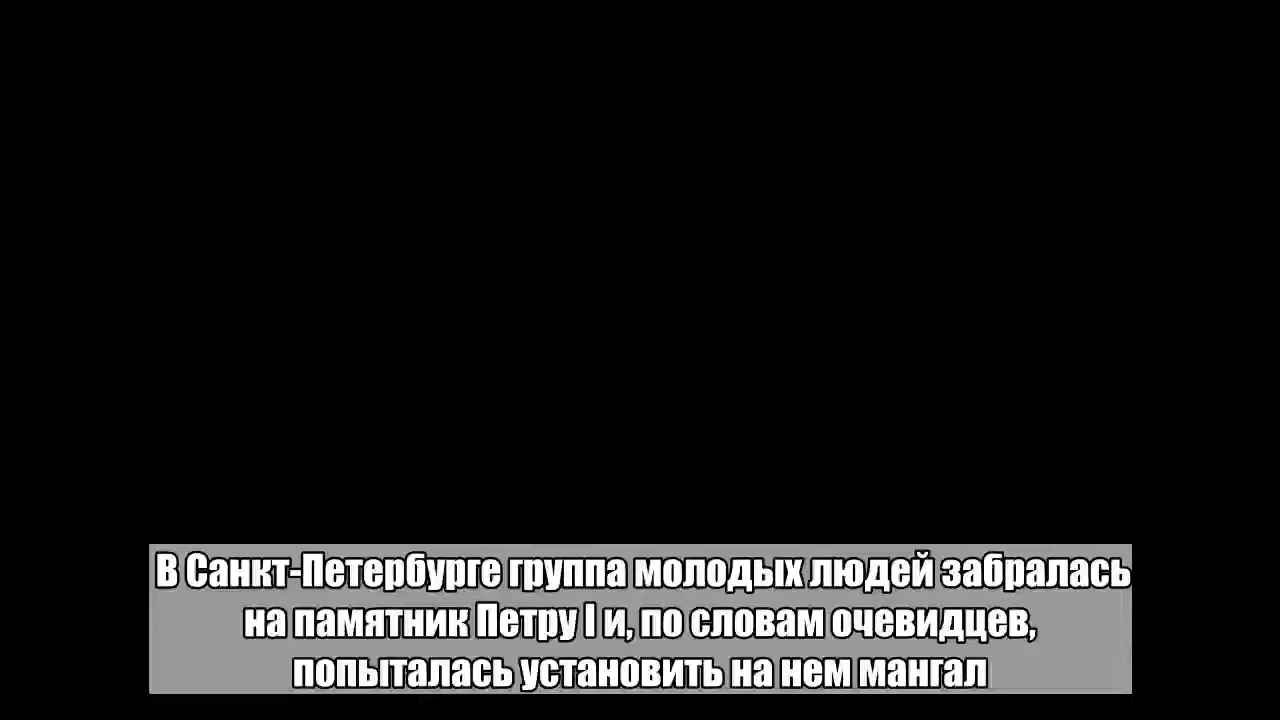 В Санкт-Петербурге группа молодых людей забралась
на памятник Петру I и, по словам очевидцев,
попыталась установить на нем мангал